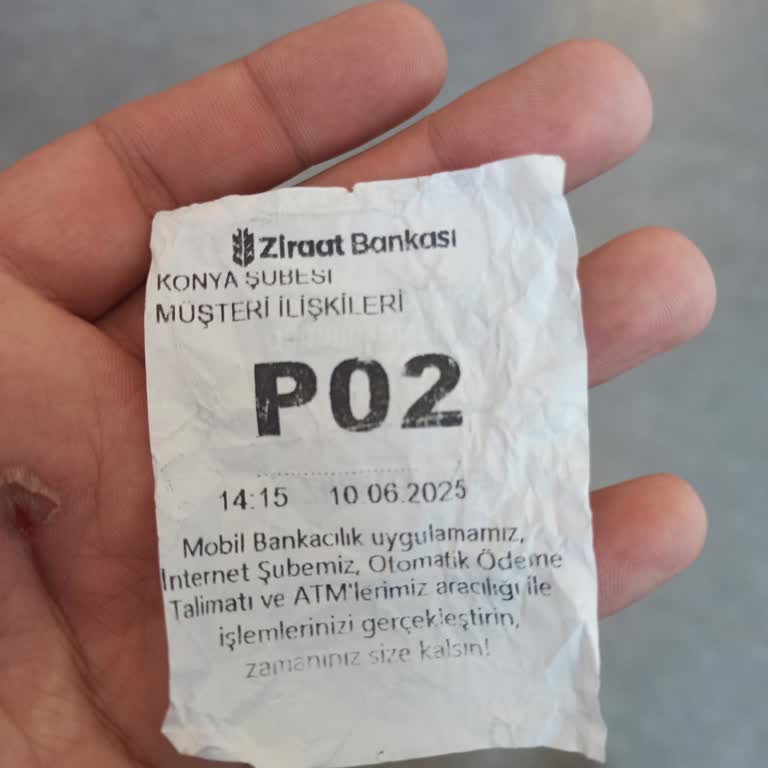 Ziraat Bankası
KONYA ŞUBESİ
MÜŞTERİ İLİŞKİLERİ
P02
14:15 10 06.2025
Mobil Bankacılık uygulamamız,
İnternet Şubemiz, Otomatik Ödeme
Talimatı ve ATM'lerimiz aracılığı ile
işlemlerinizi gerçekleştirin,
zamanınız size kalsın!